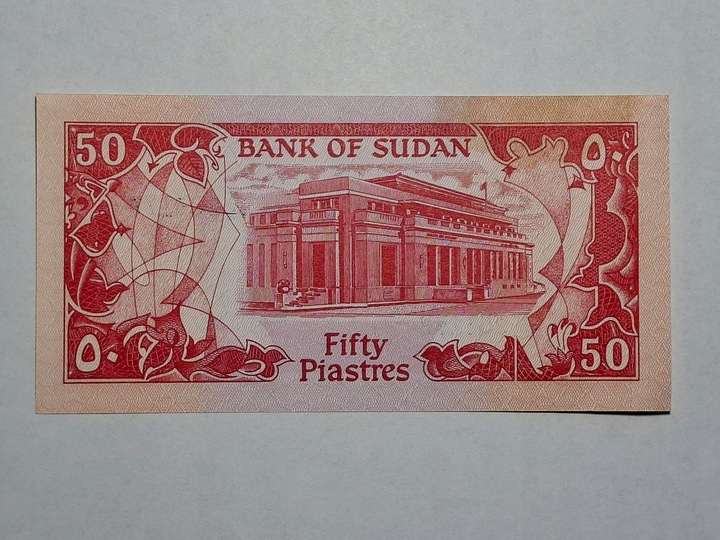 50
BANK OF SUDAN
٥٠
Fifty
Piastres
٥٠
50